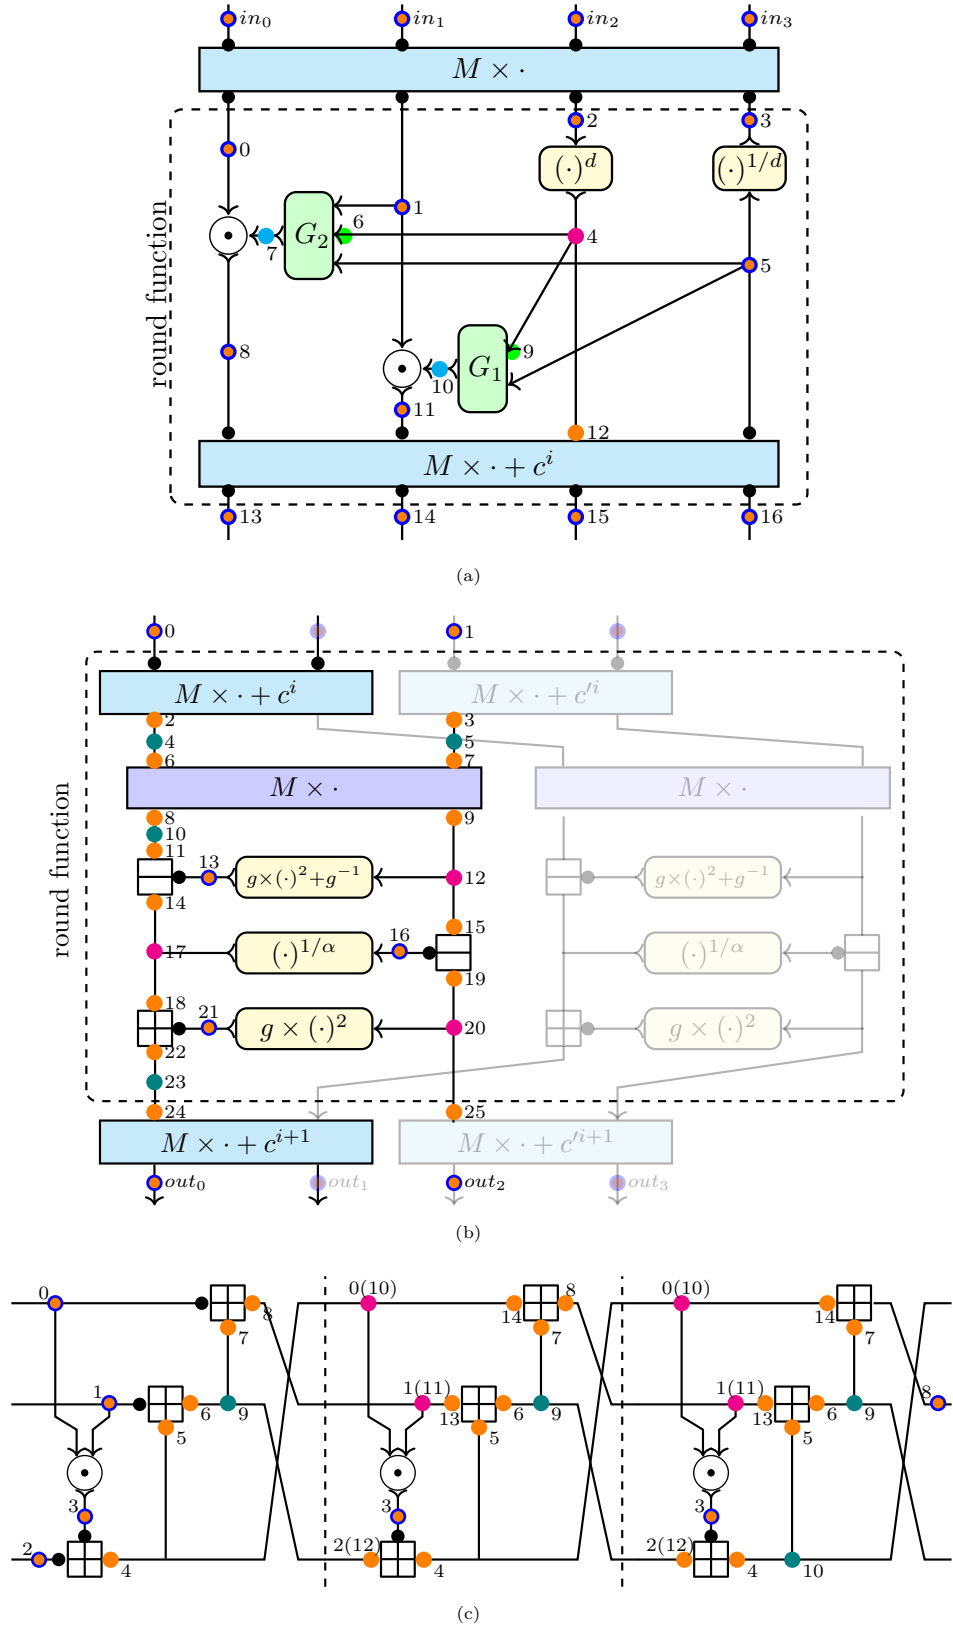 in₀ in₁ in₂ in₃
M × ·
2 3
0
(·)ᵈ (·)¹ᐟᵈ
1
6
G₂ 4
7 5
round function
8
9
G₁
10
11
12
M × · + cⁱ
13 14 15 16
(a)
0 1
M × · + cⁱ M × · + c′ⁱ
2 3
4 5
6 7
M × · M × ·
8 9
10
11
13
g×(·)²+g⁻¹ 12 g×(·)²+g⁻¹
14 15
16
17 (·)¹ᐟᵅ (·)¹ᐟᵅ
round function
18 19
21
g × (·)² 20 g × (·)²
22
23
24 25
M × · + cⁱ⁺¹ M × · + c′ⁱ⁺¹
out₀ out₁ out₂ out₃
(b)
0 0(10) 8 0(10)
8 14 14
7 7 7
1 1(11) 1(11) 8
6 9 13 6 9 13 6 9
5 5 5
3 3 3
2 2(12) 2(12)
4 4 4 10
(c)